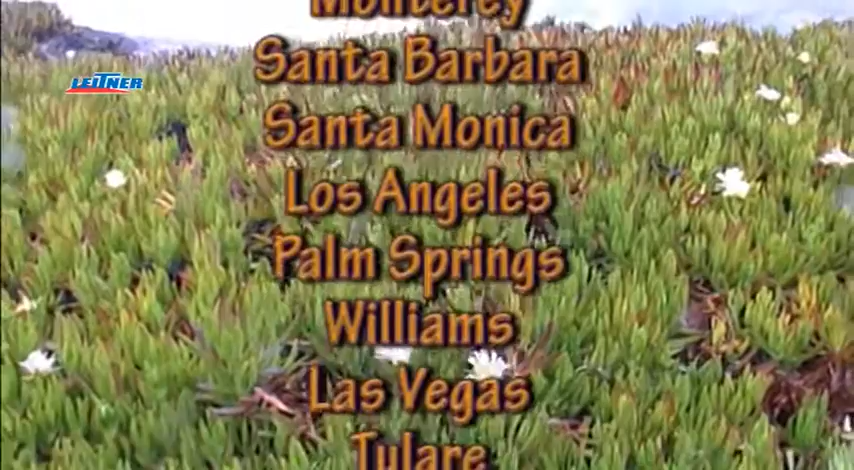 Monterey
Santa Barbara
LEITNER
Santa Monica
Los Angeles
Palm Springs
Williams
Las Vegas
Tulare